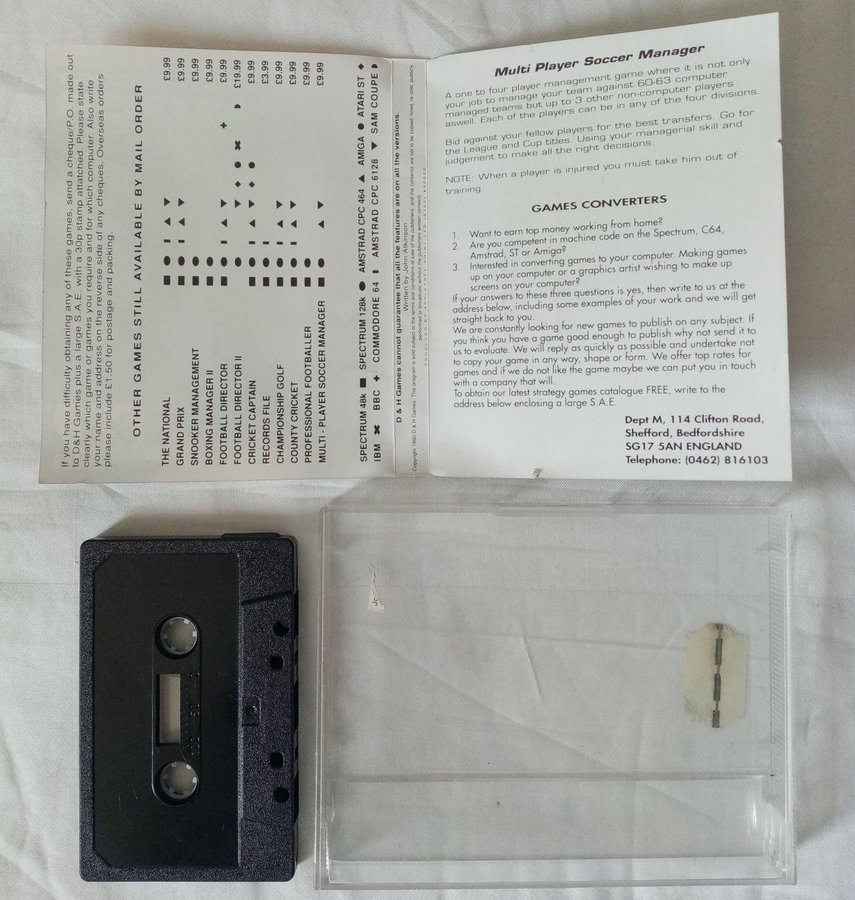 If you have difficulty obtaining any of these games, send a cheque/P.O. made out
to D&H Games plus a large S.A.E. with a 30p stamp attatched. Please state
clearly which game or games you require and for which computer. Also write
your name and address on the reverse side of any cheques. Overseas orders
please include £1.50 for postage and packing.
OTHER GAMES STILL AVAILABLE BY MAIL ORDER
THE NATIONAL ■ ● ▌ ▲ ▼ £9.99
GRAND PRIX ■ ● ▌ ▲ ▼ £9.99
SNOOKER MANAGEMENT ■ ● £9.99
BOXING MANAGER II ■ ● £9.99
FOOTBALL DIRECTOR ■ ● ▌ ▲ ▼ + £9.99
FOOTBALL DIRECTOR II ● ▼ ◆ ✖ ◗ £19.99
CRICKET CAPTAIN ■ ● ▌ ▲ ▼ ◆ ● £9.99
RECORDS FILE ■ ● ▌ £3.99
CHAMPIONSHIP GOLF ■ ● ▌ ▲ ▼ £9.99
COUNTY CRICKET ■ ● ▌ ▲ ▼ £9.99
PROFESSIONAL FOOTBALLER ■ ● £9.99
MULTI - PLAYER SOCCER MANAGER ■ ● ▲ ▼ £9.99
SPECTRUM 48k ■ SPECTRUM 128k ● AMSTRAD CPC 464 ▲ AMIGA ● ATARI ST ◆
IBM ✖ BBC + COMMODORE 64 ▌ AMSTRAD CPC 6128 ▼ SAM COUPE ◗
D & H Games cannot guarantee that all the features are on all the versions.
Written by John Atkinson
Multi Player Soccer Manager
A one to four player management game where it is not only
your job to manage your team against 60-63 computer
managed teams but up to 3 other non-computer players
aswell. Each of the players can be in any of the four divisions.
Bid against your fellow players for the best transfers. Go for
the League and Cup titles. Using your managerial skill and
judgement to make all the right decisions.
NOTE: When a player is injured you must take him out of
training.
GAMES CONVERTERS
1. Want to earn top money working from home?
2. Are you competent in machine code on the Spectrum, C64,
Amstrad, ST or Amiga?
3. Interested in converting games to your computer. Making games
up on your computer or a graphics artist wishing to make up
screens on your computer?
If your answers to these three questions is yes, then write to us at the
address below, including some examples of your work and we will get
straight back to you.
We are constantly looking for new games to publish on any subject. If
you think you have a game good enough to publish why not send it to
us to evaluate. We will reply as quickly as possible and undertake not
to copy your game in any way, shape or form. We offer top rates for
games and if we do not like the game maybe we can put you in touch
with a company that will.
To obtain our latest strategy games catalogue FREE, write to the
address below enclosing a large S.A.E.
Dept M, 114 Clifton Road,
Shefford, Bedfordshire
SG17 5AN ENGLAND
Telephone: (0462) 816103